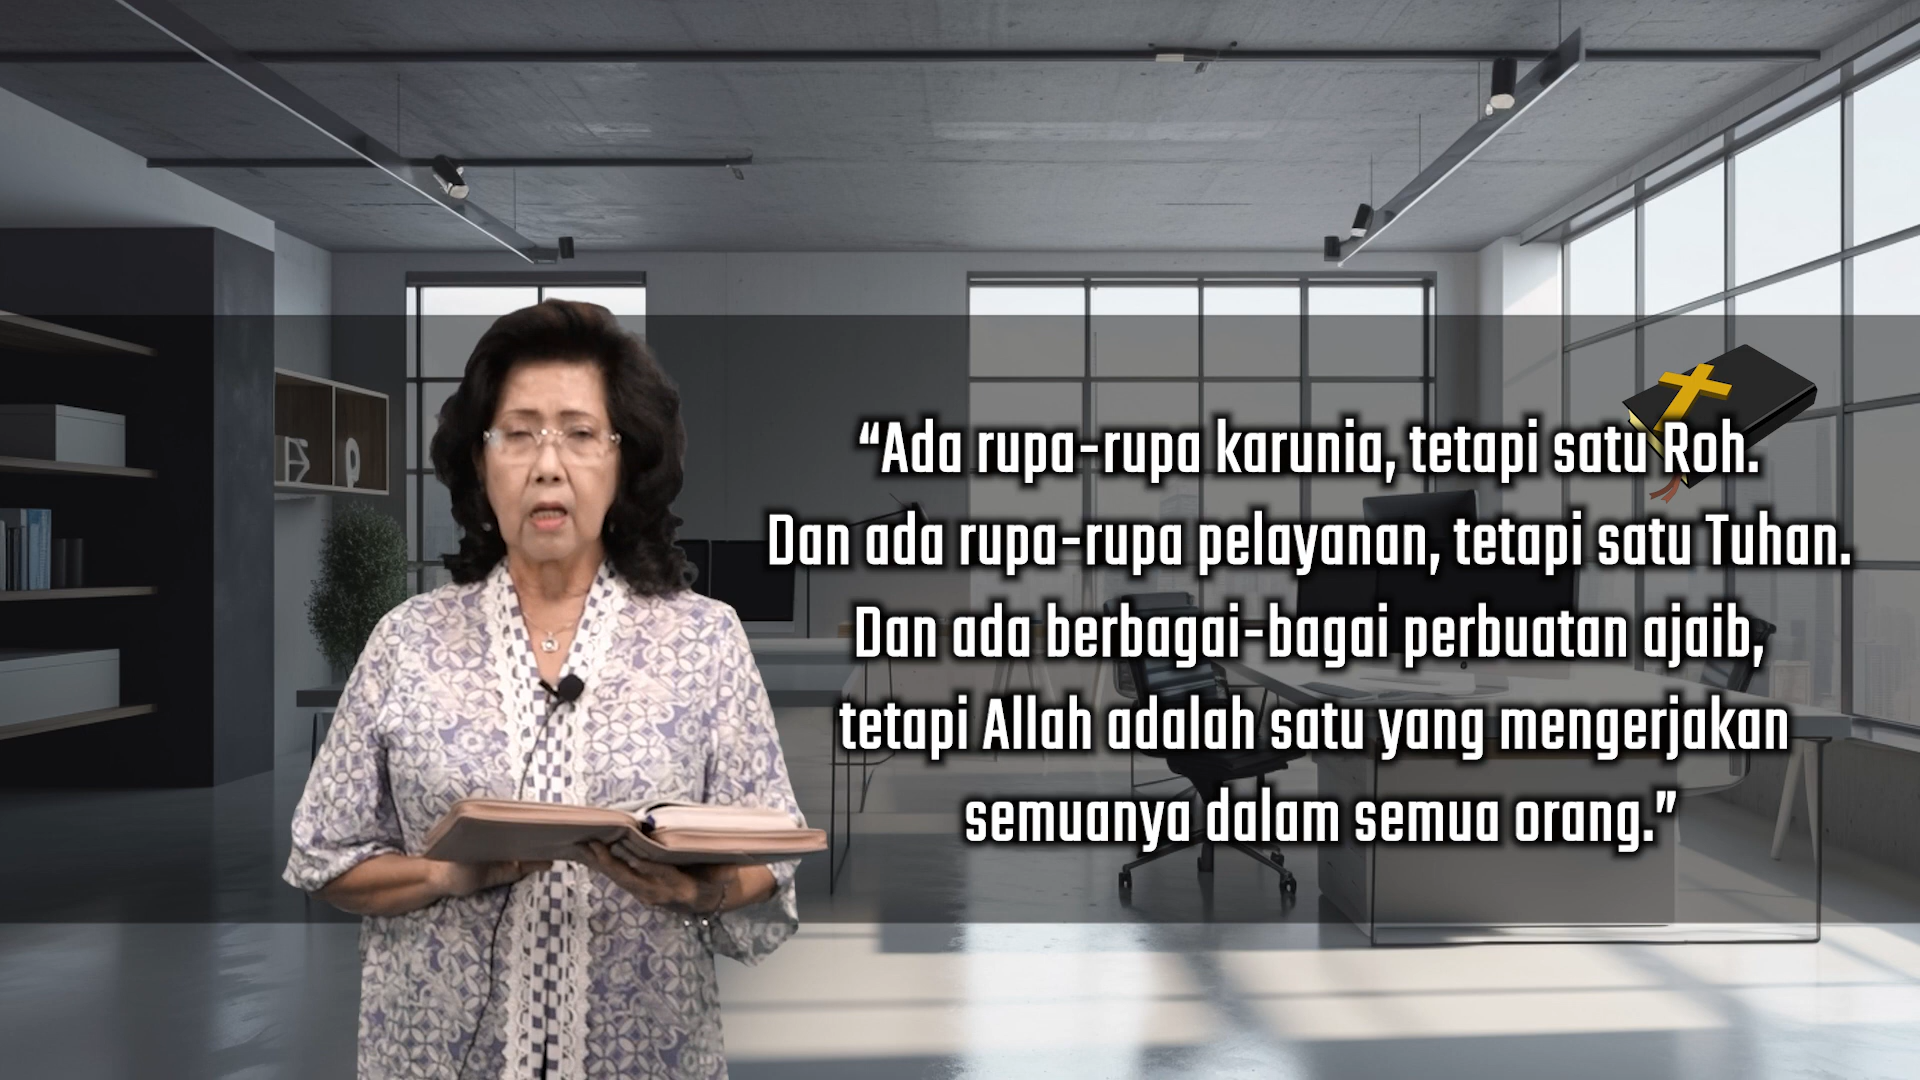 “Ada rupa-rupa karunia, tetapi satu Roh.
Dan ada rupa-rupa pelayanan, tetapi satu Tuhan.
Dan ada berbagai-bagai perbuatan ajaib,
tetapi Allah adalah satu yang mengerjakan
semuanya dalam semua orang.”